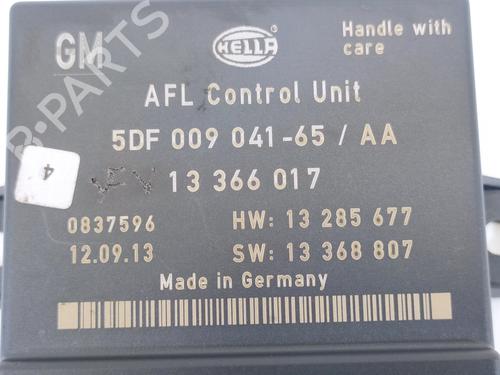 GM HELLA Handle with
care
AFL Control Unit
5DF 009 041-65 / AA
4 13 366 017
0837596 HW: 13 285 677
12.09.13 SW: 13 368 807
Made in Germany
B-PARTS